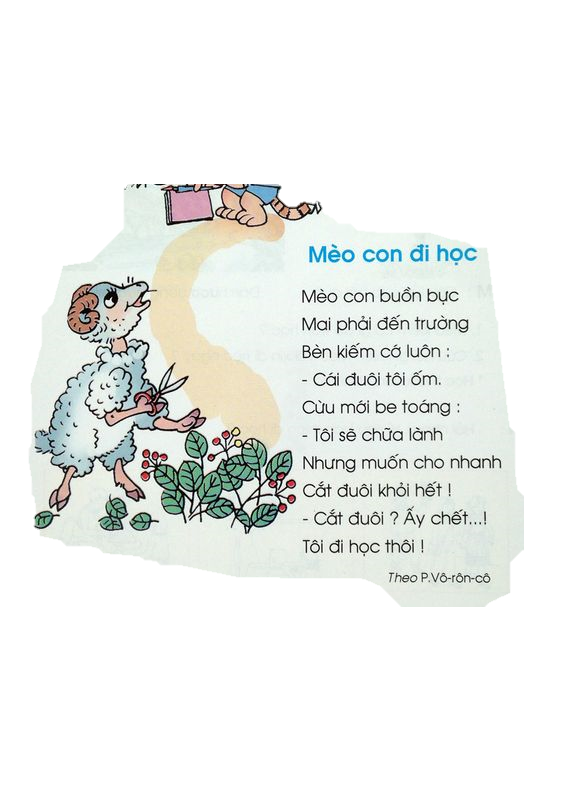 Mèo con đi học
Mèo con buồn bực
Mai phải đến trường
Bèn kiếm cớ luôn :
- Cái đuôi tôi ốm.
Cừu mới be toáng :
- Tôi sẽ chữa lành
Nhưng muốn cho nhanh
Cắt đuôi khỏi hết !
- Cắt đuôi ? Ấy chết...!
Tôi đi học thôi !
Theo P.Vô-rôn-cô